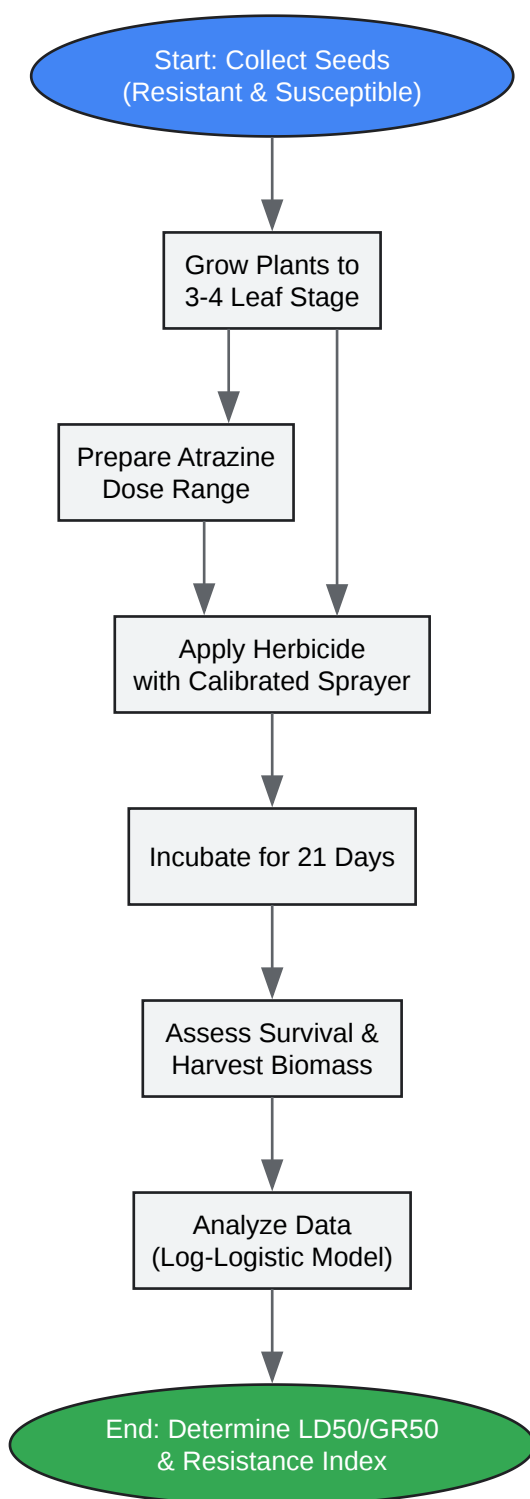 Start: Collect Seeds
(Resistant & Susceptible)
Grow Plants to
3-4 Leaf Stage
Prepare Atrazine
Dose Range
Apply Herbicide
with Calibrated Sprayer
Incubate for 21 Days
Assess Survival &
Harvest Biomass
Analyze Data
(Log-Logistic Model)
End: Determine LD50/GR50
& Resistance Index